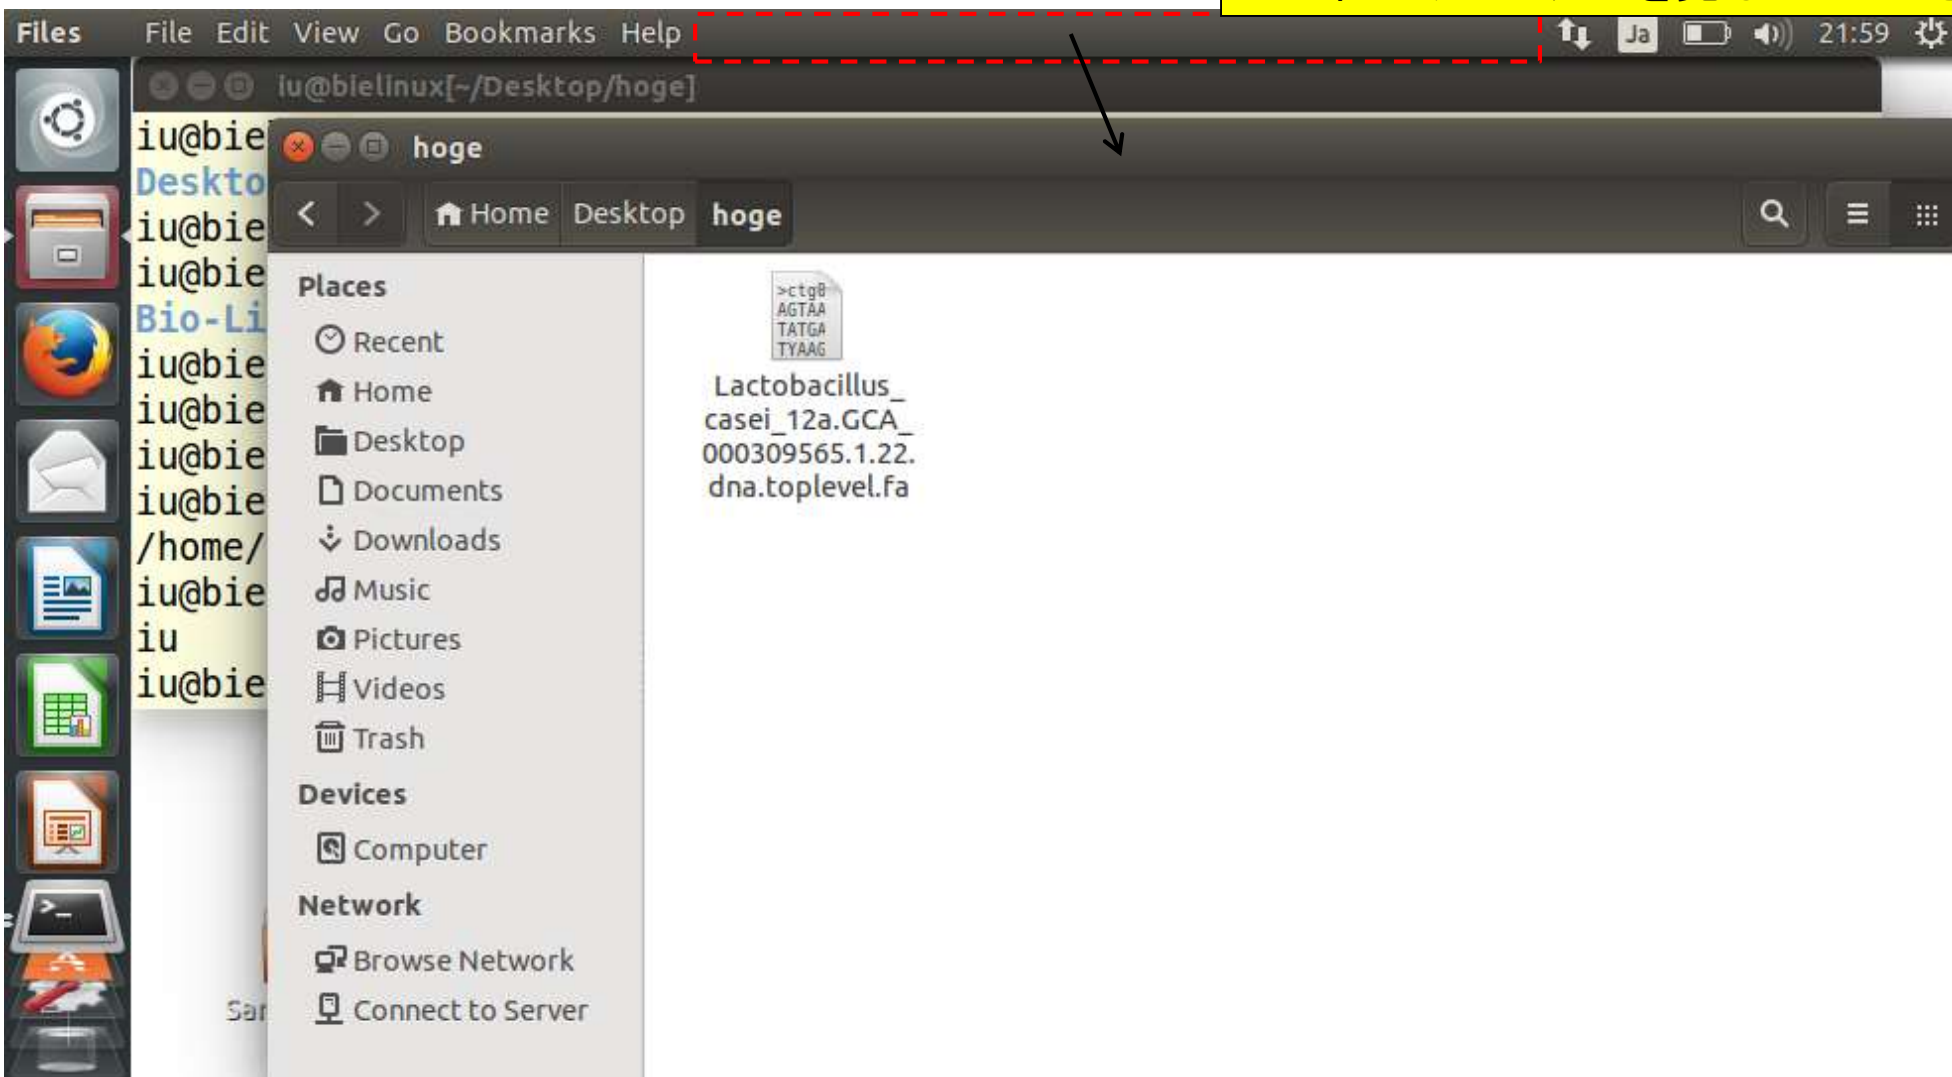 Files File Edit View Go Bookmarks Help Ja 21:59
iu@bielinux[~/Desktop/hoge]
iu@bie
hoge
Deskto
Home Desktop hoge
iu@bie
iu@bie
Bio-Li
iu@bie
iu@bie
iu@bie
iu@bie
/home/
iu@bie
iu
iu@bie
Places
Recent
Home
Desktop
Documents
Downloads
Music
Pictures
Videos
Trash
Devices
Computer
Network
Browse Network
Connect to Server
>ctg8
AGTAA
TATGA
TYAAG
Lactobacillus_
casei_12a.GCA_
000309565.1.22.
dna.toplevel.fa
>_
Sar